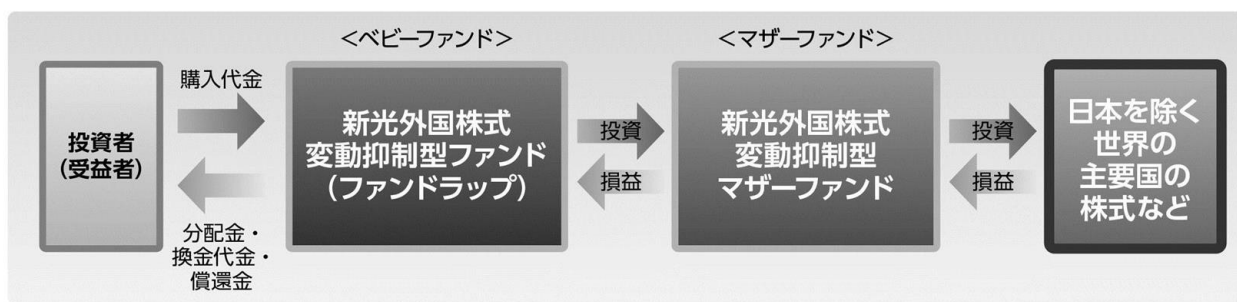 <ベビーファンド>
<マザーファンド>
投資者
(受益者)
購入代金
分配金・
換金代金・
償還金
新光外国株式
変動抑制型ファンド
(ファンドラップ)
投資
損益
新光外国株式
変動抑制型
マザーファンド
投資
損益
日本を除く
世界の
主要国の
株式など